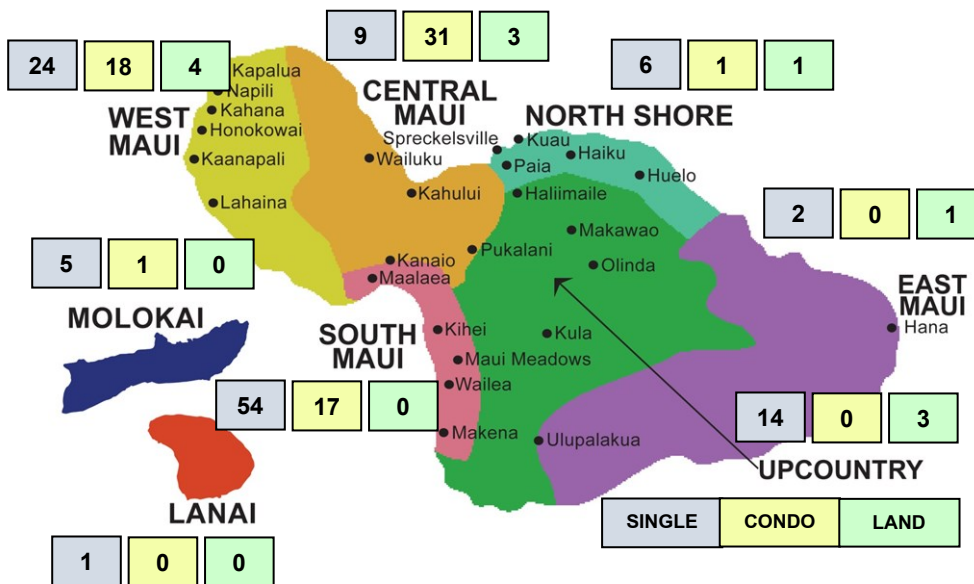 9 31 3
24 18 4
6 1 1
Kapalua
Napili
WEST
MAUI
Kahana
Honokowai
Kaanapali
Lahaina
CENTRAL
MAUI
Spreckelsville
Wailuku
Kahului
NORTH SHORE
Kuau
Paia
Haiku
Huelo
Haliimaile
2 0 1
Makawao
Pukalani
Olinda
5 1 0
Kanaio
Maalaea
EAST
MAUI
Hana
MOLOKAI
SOUTH
MAUI
Kihei
Kula
Maui Meadows
Wailea
54 17 0
14 0 3
Makena
Ulupalakua
UPCOUNTRY
LANAI
SINGLE CONDO LAND
1 0 0